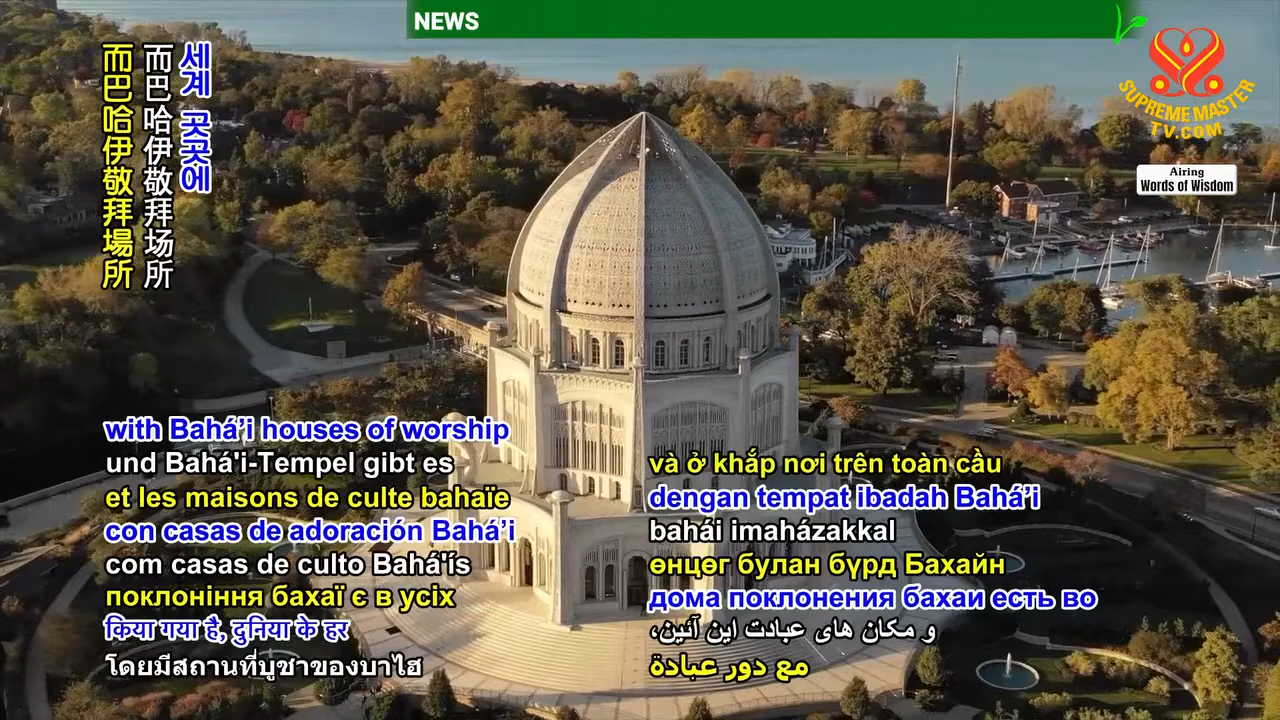 NEWS
SUPREME MASTER
TV.COM
Airing
Words of Wisdom
세계 곳곳에
而巴哈伊敬拜场所
而巴哈伊敬拜場所
with Bahá’i houses of worship
und Bahá'i-Tempel gibt es
et les maisons de culte bahaïe
con casas de adoración Bahá’i
com casas de culto Bahá'ís
поклоніння бахаї є в усіх
किया गया है, दुनिया के हर
โดยมีสถานที่บูชาของบาไฮ
và ở khắp nơi trên toàn cầu
dengan tempat ibadah Bahá’i
bahái imaházakkal
өнцөг булан бүрд Бахайн
дома поклонения бахаи есть во
و مکان های عبادت این آئین،
مع دور عبادة